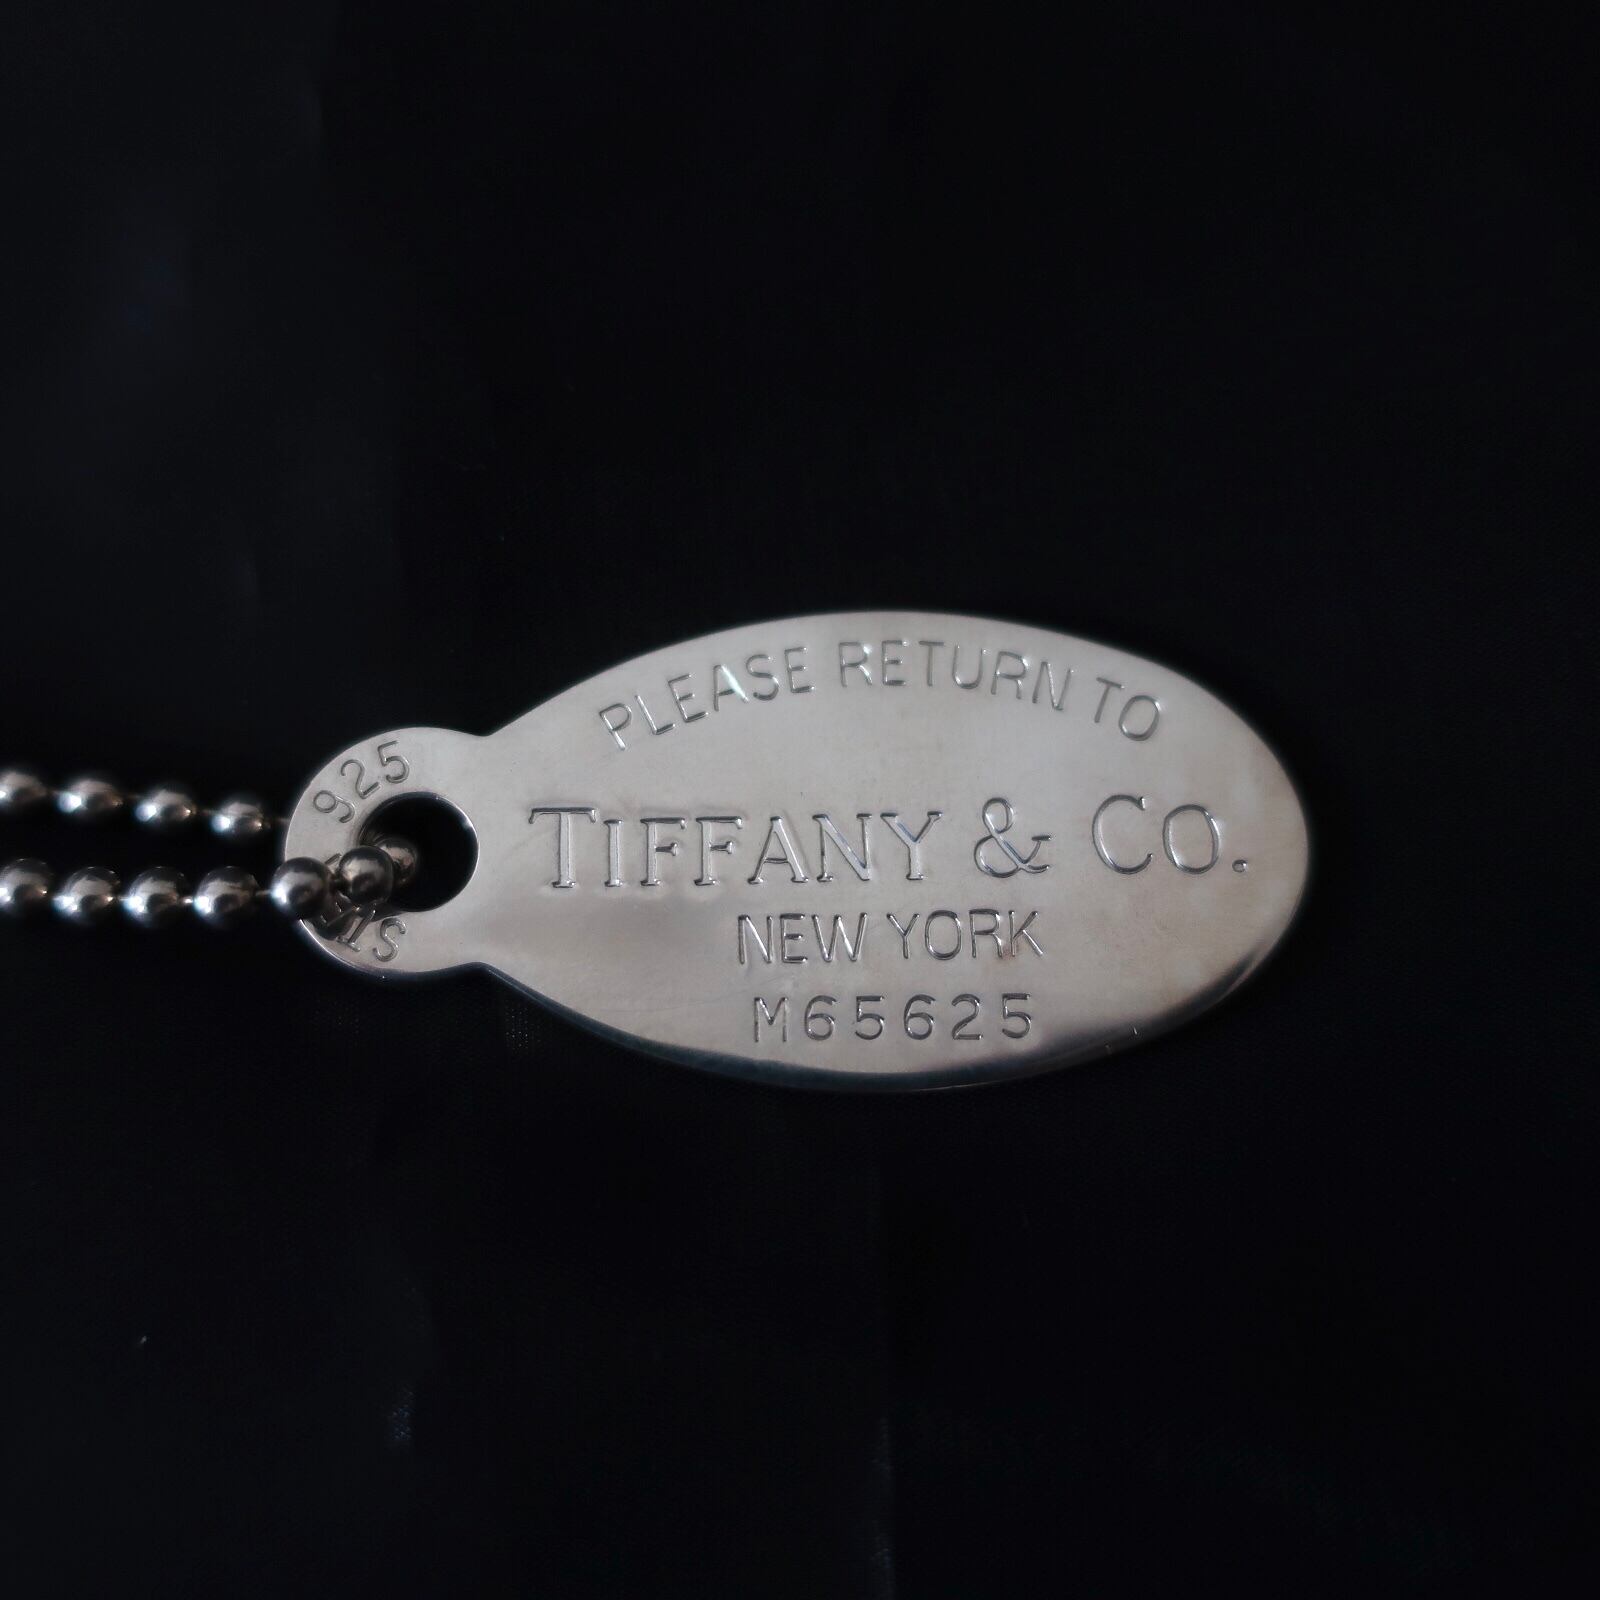 925
PLEASE RETURN TO
TIFFANY & CO.
NEW YORK
M65625